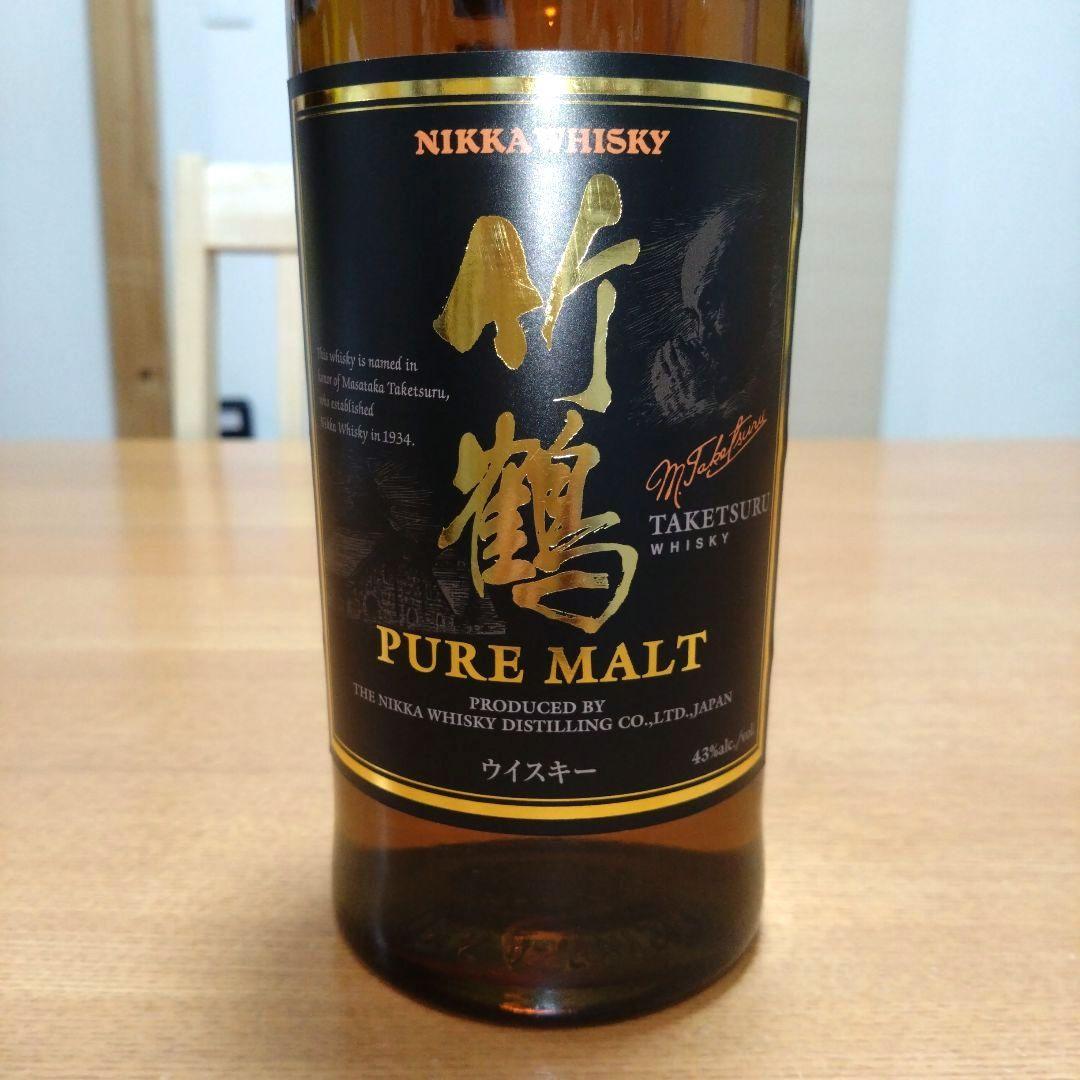 NIKKA WHISKY
竹鶴
This whisky is named in
honor of Masataka Taketsuru,
who established
Nikka Whisky in 1934.
M.Taketsuru
TAKETSURU
WHISKY
PURE MALT
PRODUCED BY
THE NIKKA WHISKY DISTILLING CO.,LTD.,JAPAN
43%alc./vol.
ウイスキー